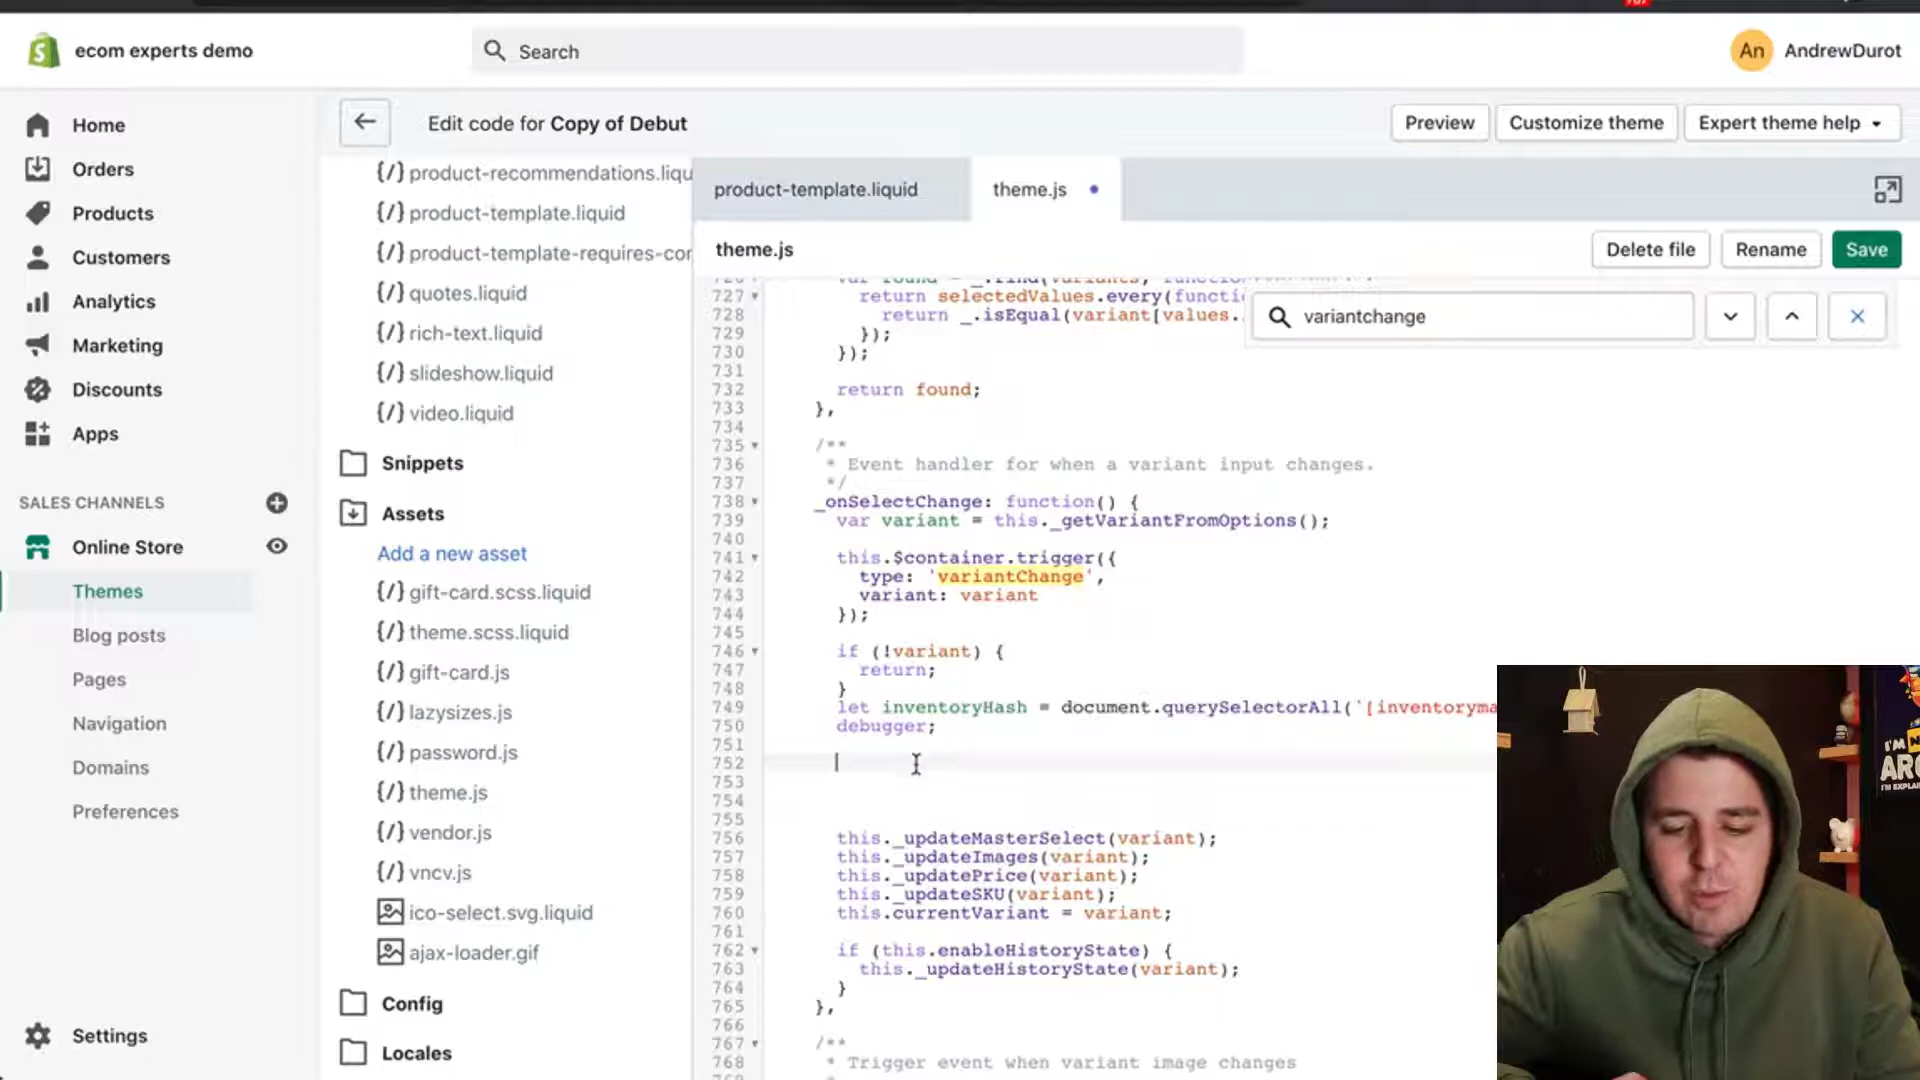 ecom experts demo
Search
An AndrewDurot
Home
Orders
Products
Customers
Analytics
Marketing
Discounts
Apps
SALES CHANNELS
Online Store
Themes
Blog posts
Pages
Navigation
Domains
Preferences
Settings
Edit code for Copy of Debut
Preview
Customize theme
Expert theme help
{/} product-recommendations.liqu
{/} product-template.liquid
{/} product-template-requires-cor
{/} quotes.liquid
{/} rich-text.liquid
{/} slideshow.liquid
{/} video.liquid
Snippets
Assets
Add a new asset
{/} gift-card.scss.liquid
{/} theme.scss.liquid
{/} gift-card.js
{/} lazysizes.js
{/} password.js
{/} theme.js
{/} vendor.js
{/} vncv.js
ico-select.svg.liquid
ajax-loader.gif
Config
Locales
product-template.liquid
theme.js
theme.js
Delete file
Rename
Save
variantchange
727 return selectedValues.every(functi
728 return _.isEqual(variant[values..
729 });
730 });
731
732 return found;
733 },
734
735 /**
736 * Event handler for when a variant input changes.
737 */
738 _onSelectChange: function() {
739 var variant = this._getVariantFromOptions();
740
741 this.$container.trigger({
742 type: 'variantChange',
743 variant: variant
744 });
745
746 if (!variant) {
747 return;
748 }
749 let inventoryHash = document.querySelectorAll(`[inventoryma
750 debugger;
751
752
753
754
755
756 this._updateMasterSelect(variant);
757 this._updateImages(variant);
758 this._updatePrice(variant);
759 this._updateSKU(variant);
760 this.currentVariant = variant;
761
762 if (this.enableHistoryState) {
763 this._updateHistoryState(variant);
764 }
765 },
766
767 /**
768 * Trigger event when variant image changes
I'M
ARC